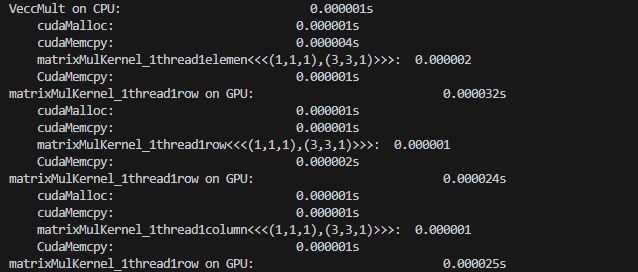 VeccMult on CPU: 0.000001s
cudaMalloc: 0.000001s
cudaMemcpy: 0.000004s
matrixMulKernel_1thread1elemen<<<(1,1,1),(3,3,1)>>>: 0.000002
CudaMemcpy: 0.000001s
matrixMulKernel_1thread1row on GPU: 0.000032s
cudaMalloc: 0.000001s
cudaMemcpy: 0.000001s
matrixMulKernel_1thread1row<<<(1,1,1),(3,3,1)>>>: 0.000001
CudaMemcpy: 0.000002s
matrixMulKernel_1thread1row on GPU: 0.000024s
cudaMalloc: 0.000001s
cudaMemcpy: 0.000001s
matrixMulKernel_1thread1column<<<(1,1,1),(3,3,1)>>>: 0.000001
CudaMemcpy: 0.000001s
matrixMulKernel_1thread1row on GPU: 0.000025s